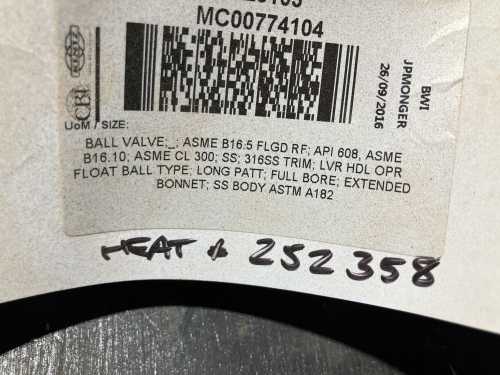 MC00774104
CBI
BWI
JPMONGER
26/09/2016
UoM / SIZE:
BALL VALVE;_; ASME B16.5 FLGD RF; API 608, ASME
B16.10; ASME CL 300; SS; 316SS TRIM; LVR HDL OPR
FLOAT BALL TYPE; LONG PATT; FULL BORE; EXTENDED
BONNET; SS BODY ASTM A182
HEAT № 252358